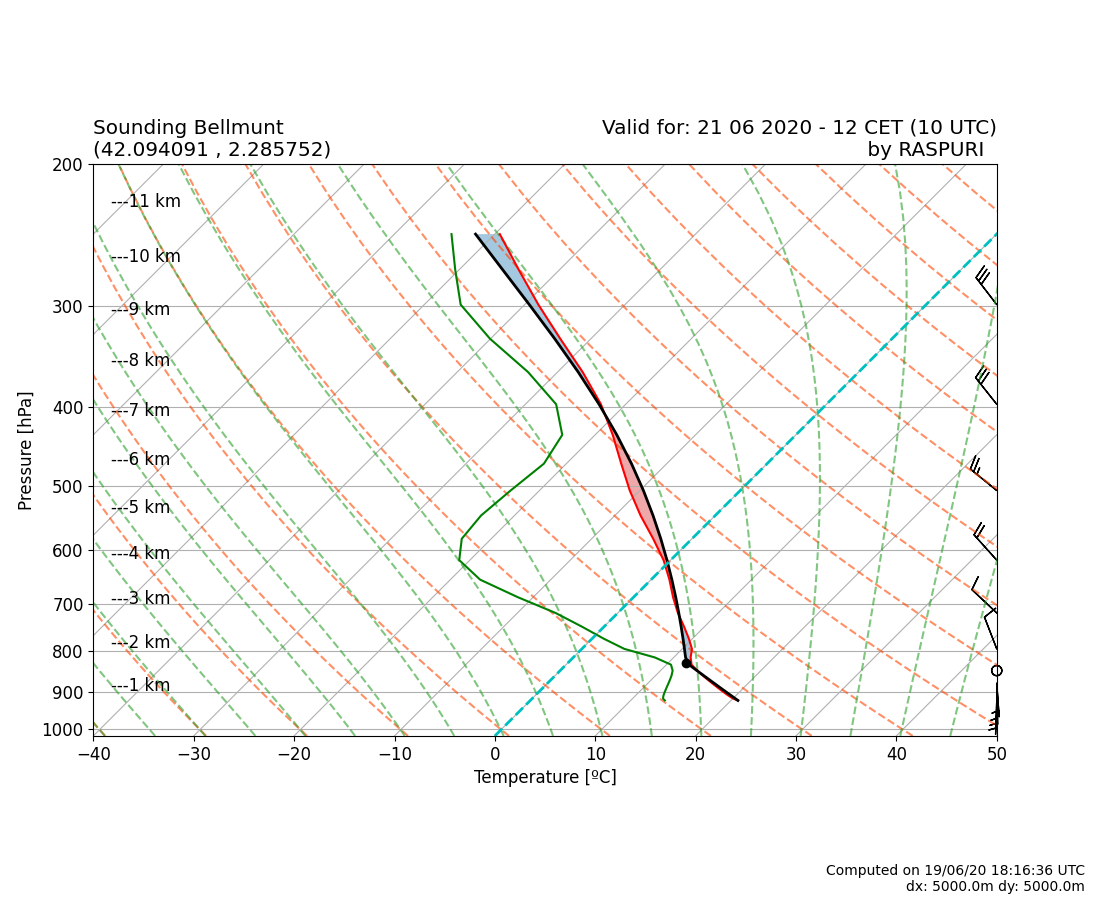 Sounding Bellmunt
(42.094091 , 2.285752)
Valid for: 21 06 2020 - 12 CET (10 UTC)
by RASPURI
200
---11 km
---10 km
300
---9 km
---8 km
400
---7 km
---6 km
500
---5 km
600
---4 km
700
---3 km
800
---2 km
900
---1 km
1000
Pressure [hPa]
−40 −30 −20 −10 0 10 20 30 40 50
Temperature [ºC]
Computed on 19/06/20 18:16:36 UTC
dx: 5000.0m dy: 5000.0m